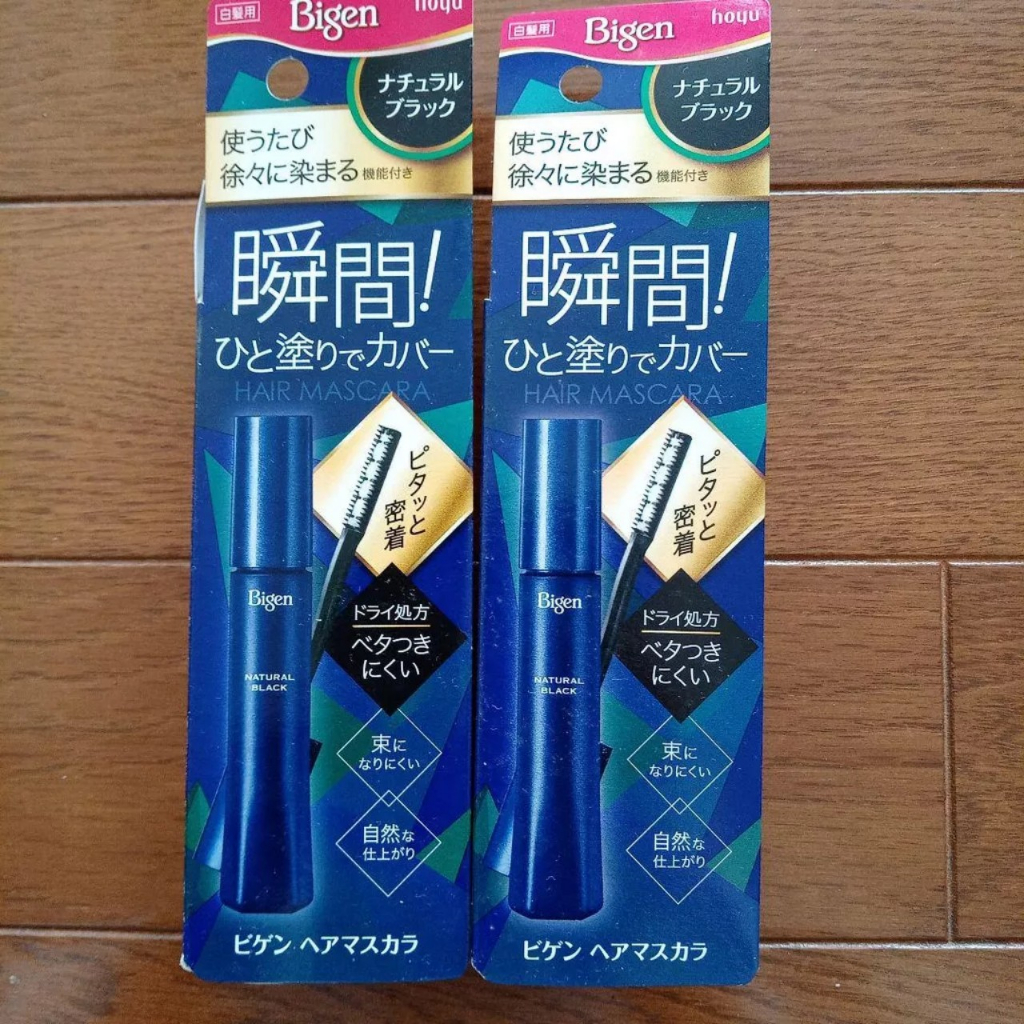 白髪用
Bigen
hoyu
ナチュラル
ブラック
使うたび
徐々に染まる 機能付き
瞬間!
ひと塗りでカバー
HAIR MASCARA
ピタッと
密着
Bigen
ドライ処方
ベタつき
にくい
NATURAL
BLACK
束に
なりにくい
自然な
仕上がり
ビゲン ヘアマスカラ
白髪用
Bigen
hoyu
ナチュラル
ブラック
使うたび
徐々に染まる 機能付き
瞬間!
ひと塗りでカバー
HAIR MASCARA
ピタッと
密着
Bigen
ドライ処方
ベタつき
にくい
NATURAL
BLACK
束に
なりにくい
自然な
仕上がり
ビゲン ヘアマスカラ